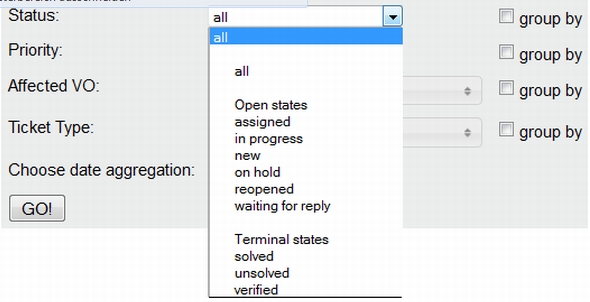 Status:
all
group by
all
Priority:
group by
all
Affected VO:
group by
Open states
assigned
Ticket Type:
group by
in progress
new
Choose date aggregation:
on hold
reopened
GO!
waiting for reply
Terminal states
solved
unsolved
verified